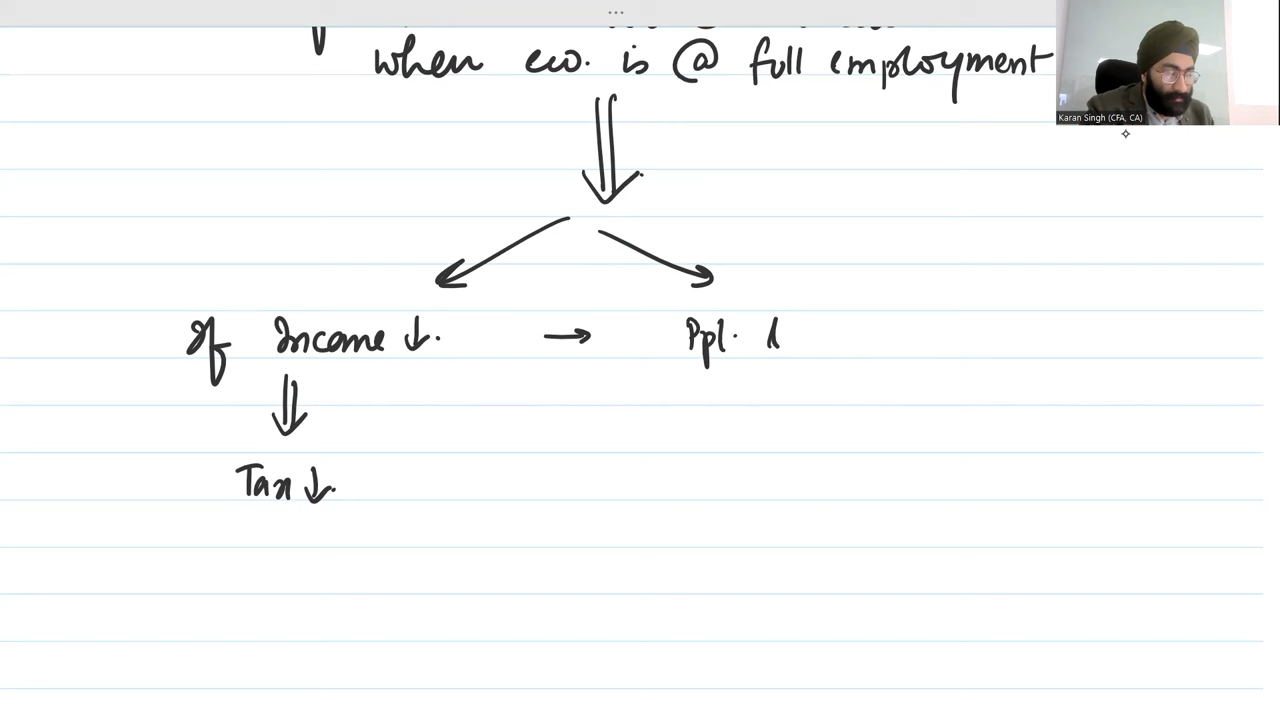 when eco. is @ full employment
Karan Singh (CFA, CA)
If Income ↓. → Ppl.
⇓
Tax ↓.